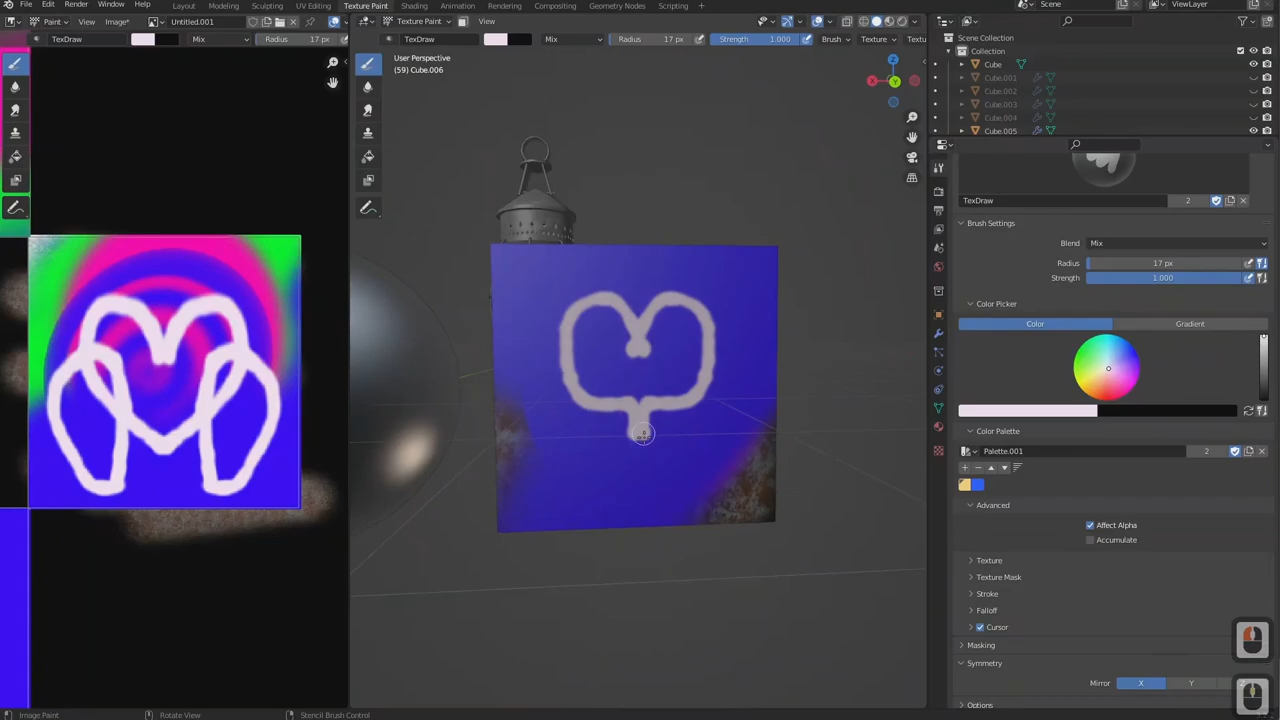 Edit Render Window Help Layout Modeling Sculpting UV Editing Texture Paint Shading Animation Rendering Compositing Geometry Nodes Scripting Scene ViewLayer
Paint View Image* Untitled.001 Texture Paint View
TexDraw Mix Radius 17 px TexDraw Mix Radius 17 px Strength 1.000 Brush Texture Textu
User Perspective
(59) Cube.006
Z
X
Y
Scene Collection
Collection
Cube
Cube.001
Cube.002
Cube.003
Cube.004
Cube.005
TexDraw 2
Brush Settings
Blend Mix
Radius 17 px
Strength 1.000
Color Picker
Color Gradient
Color Palette
Palette.001 2
Advanced
Affect Alpha
Accumulate
Texture
Texture Mask
Stroke
Falloff
Cursor
Masking
Symmetry
Mirror X Y
Options
Image Paint Rotate View Stencil Brush Control